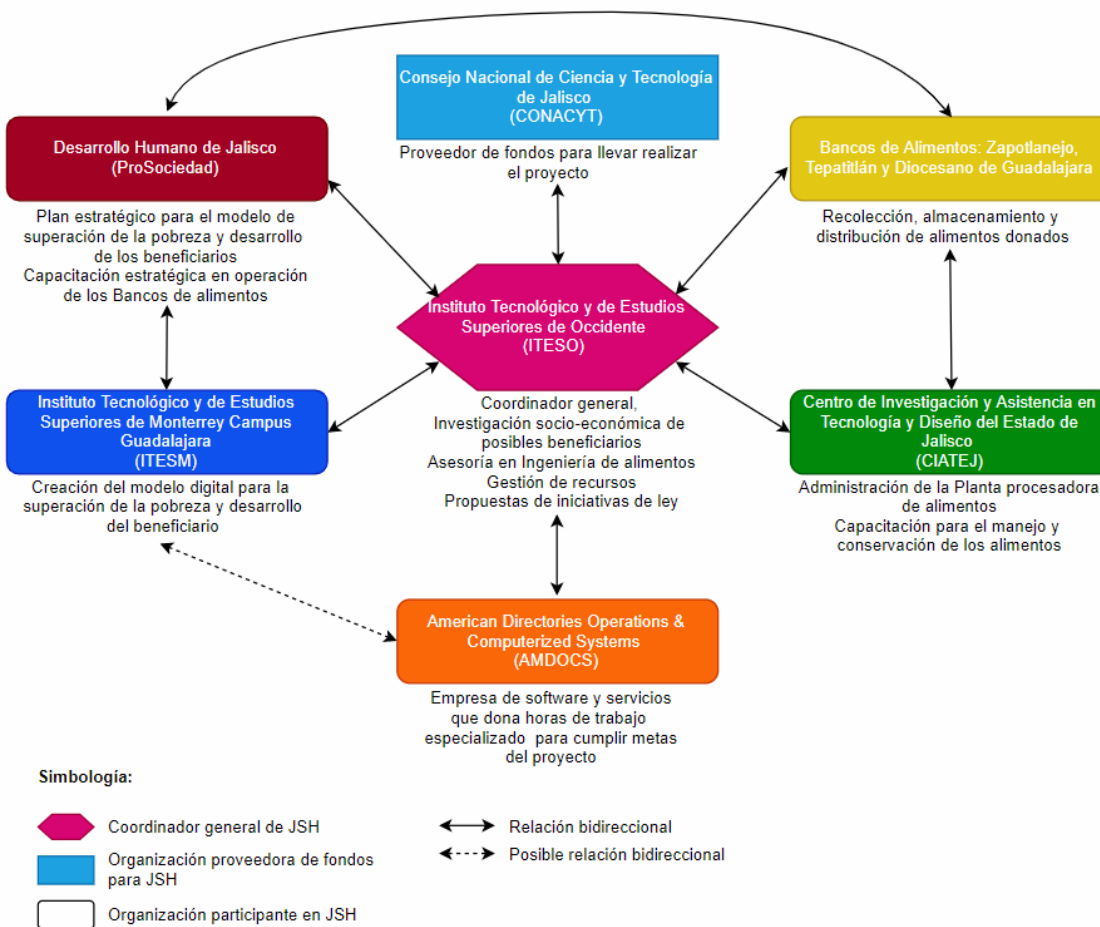 Consejo Nacional de Ciencia y Tecnología
de Jalisco
(CONACYT)
Proveedor de fondos para llevar realizar
el proyecto
Desarrollo Humano de Jalisco
(ProSociedad)
Plan estratégico para el modelo de
superación de la pobreza y desarrollo
de los beneficiarios
Capacitación estratégica en operación
de los Bancos de alimentos
Bancos de Alimentos: Zapotlanejo,
Tepatitlán y Diocesano de Guadalajara
Recolección, almacenamiento y
distribución de alimentos donados
Instituto Tecnológico y de Estudios
Superiores de Occidente
(ITESO)
Coordinador general,
Investigación socio-económica de
posibles beneficiarios
Asesoría en Ingeniería de alimentos
Gestión de recursos
Propuestas de iniciativas de ley
Instituto Tecnológico y de Estudios
Superiores de Monterrey Campus
Guadalajara
(ITESM)
Creación del modelo digital para la
superación de la pobreza y desarrollo
del beneficiario
Centro de Investigación y Asistencia en
Tecnología y Diseño del Estado de
Jalisco
(CIATEJ)
Administración de la Planta procesadora
de alimentos
Capacitación para el manejo y
conservación de los alimentos
American Directories Operations &
Computerized Systems
(AMDOCS)
Empresa de software y servicios
que dona horas de trabajo
especializado para cumplir metas
del proyecto
Simbología:
Coordinador general de JSH
Organización proveedora de fondos
para JSH
Organización participante en JSH
Relación bidireccional
Posible relación bidireccional